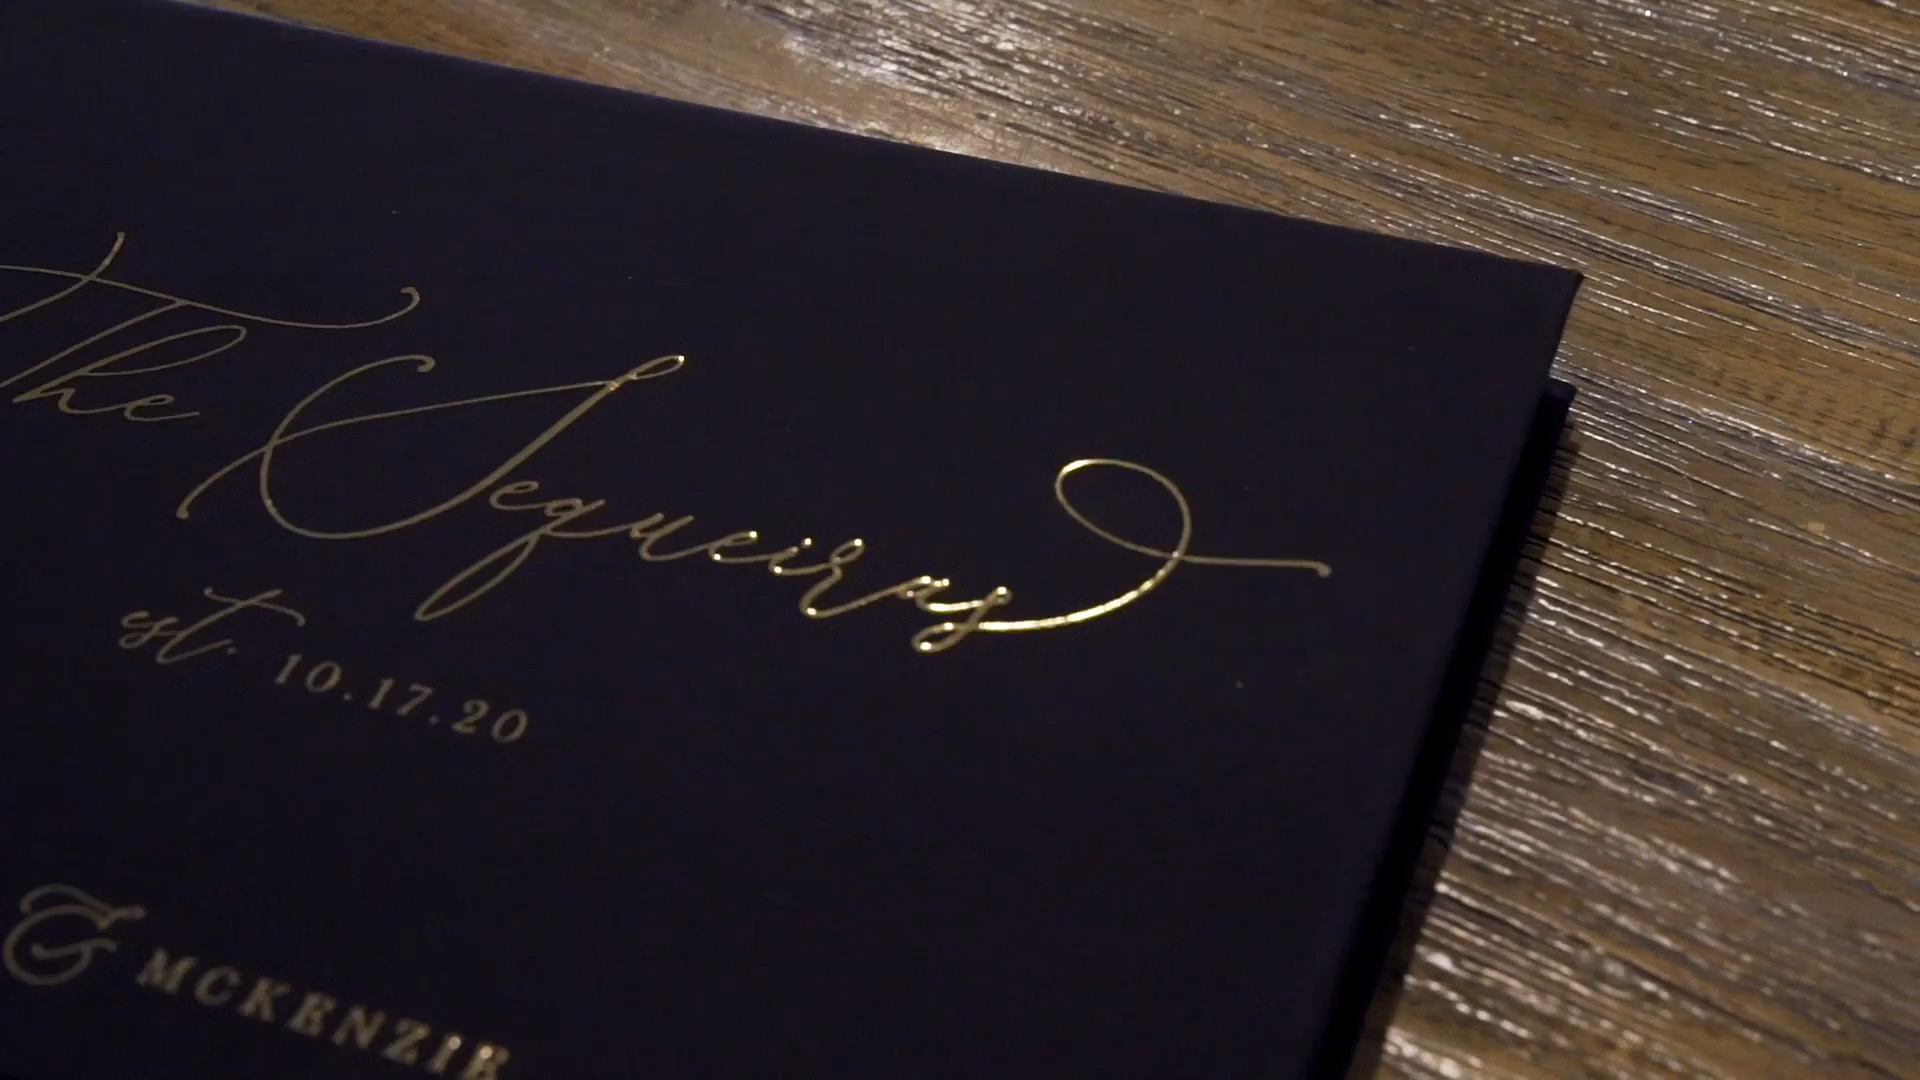 The Sequeiras
est. 10.17.20
& MCKENZIE